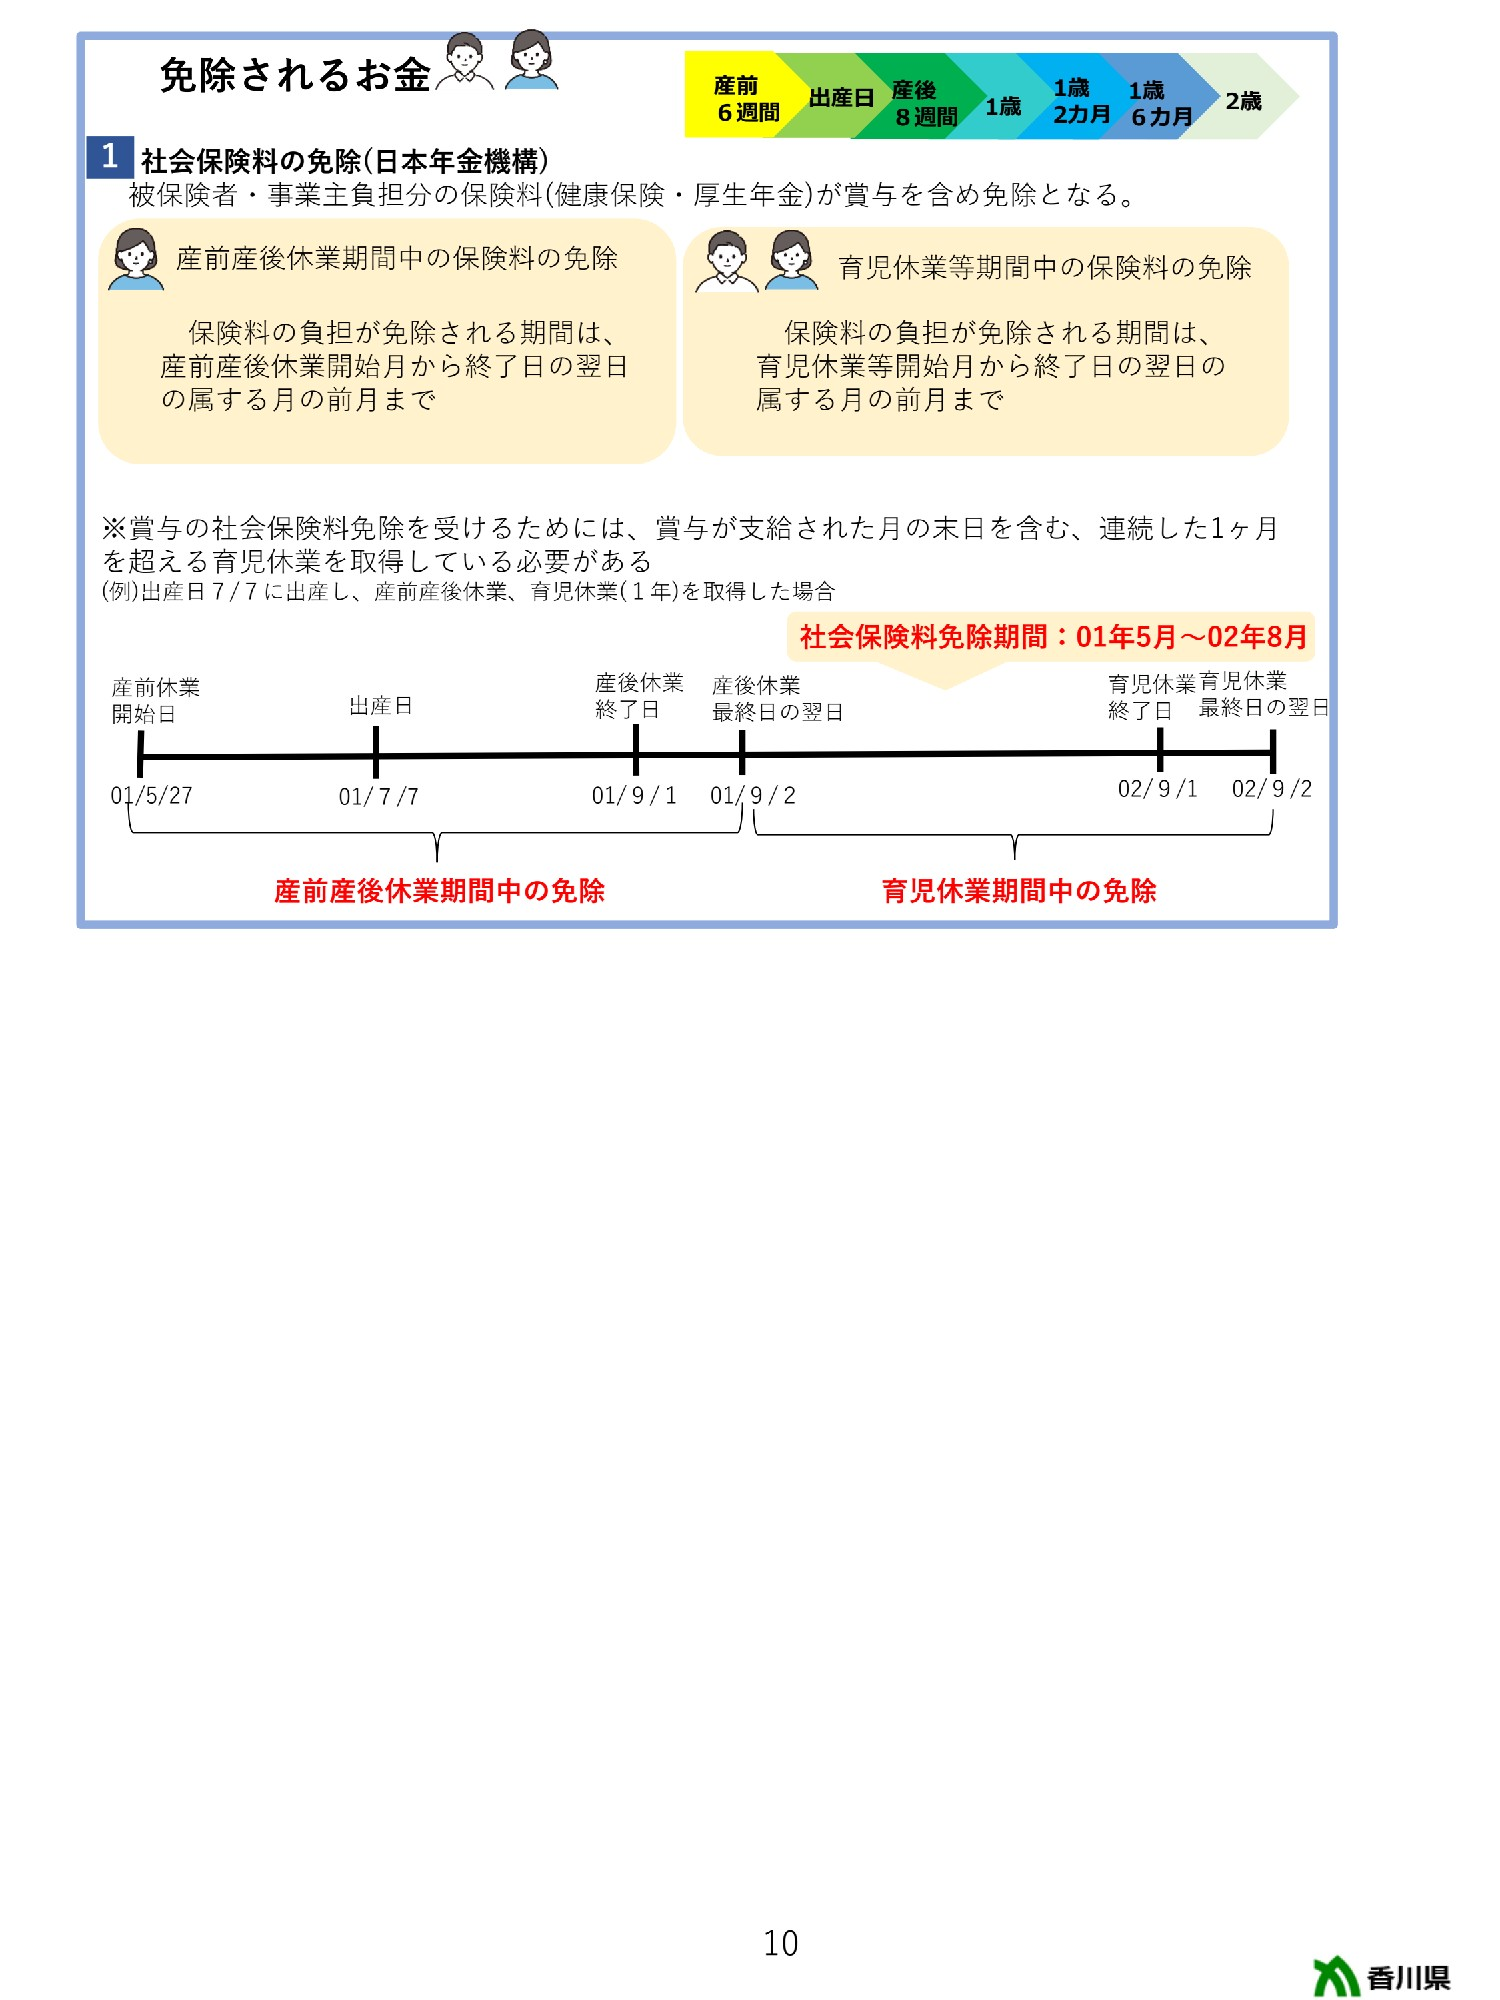 免除されるお金
産前
６週間
出産日
産後
８週間
1歳
1歳
2カ月
1歳
６カ月
2歳
1 社会保険料の免除(日本年金機構)
被保険者・事業主負担分の保険料(健康保険・厚生年金)が賞与を含め免除となる。
産前産後休業期間中の保険料の免除
保険料の負担が免除される期間は、
産前産後休業開始月から終了日の翌日
の属する月の前月まで
育児休業等期間中の保険料の免除
保険料の負担が免除される期間は、
育児休業等開始月から終了日の翌日の
属する月の前月まで
※賞与の社会保険料免除を受けるためには、賞与が支給された月の末日を含む、連続した1ヶ月
を超える育児休業を取得している必要がある
(例)出産日７/７に出産し、産前産後休業、育児休業(１年)を取得した場合
社会保険料免除期間：01年5月～02年8月
産前休業
開始日
出産日
産後休業
終了日
産後休業
最終日の翌日
育児休業
終了日
育児休業
最終日の翌日
01/5/27
01/７/7
01/９/１
01/９/２
02/９/1
02/９/2
産前産後休業期間中の免除
育児休業期間中の免除
10
香川県